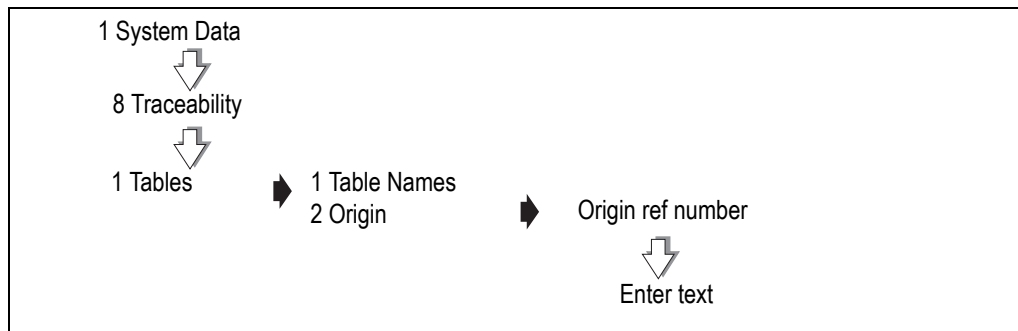 1 System Data
8 Traceability
1 Tables
1 Table Names
2 Origin
Origin ref number
Enter text